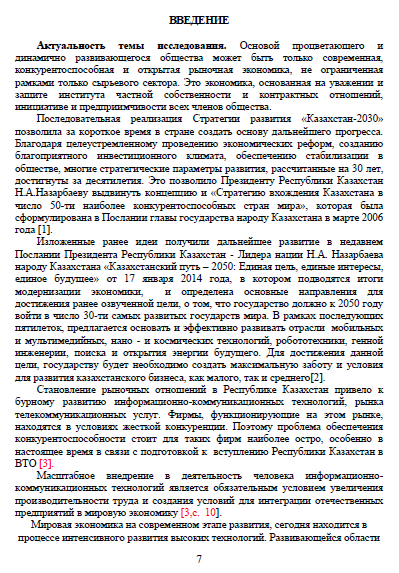 ВВЕДЕНИЕ
Актуальность темы исследования. Основой процветающего и
динамично развивающегося общества может быть только современная,
конкурентоспособная и открытая рыночная экономика, не ограниченная
рамками только сырьевого сектора. Это экономика, основанная на уважении и
защите института частной собственности и контрактных отношений,
инициативе и предприимчивости всех членов общества.
Последовательная реализация Стратегии развития «Казахстан-2030»
позволила за короткое время в стране создать основу дальнейшего прогресса.
Благодаря целеустремленному проведению экономических реформ, созданию
благоприятного инвестиционного климата, обеспечению стабилизации в
обществе, многие стратегические параметры развития, рассчитанные на 30 лет,
достигнуты за десятилетия. Это позволило Президенту Республики Казахстан
Н.А.Назарбаеву выдвинуть концепцию и «Стратегию вхождения Казахстана в
число 50-ти наиболее конкурентоспособных стран мира», которая была
сформулирована в Послании главы государства народу Казахстана в марте 2006
года [1].
Изложенные ранее идеи получили дальнейшее развитие в недавнем
Послании Президента Республики Казахстан - Лидера нации Н.А. Назарбаева
народу Казахстана «Казахстанский путь – 2050: Единая цель, единые интересы,
единое будущее» от 17 января 2014 года, в котором подводятся итоги
модернизации экономики, и определена основные направления для
достижения ранее озвученной цели, о том, что государство должно к 2050 году
войти в число 30-ти самых развитых государств мира. В рамках последующих
пятилеток, предлагается основать и эффективно развивать отрасли мобильных
и мультимедийных, нано - и космических технологий, робототехники, генной
инженерии, поиска и открытия энергии будущего. Для достижения данной
цели, государству будет необходимо создать максимальную заботу и условия
для развития казахстанского бизнеса, как малого, так и среднего[2].
Становление рыночных отношений в Республике Казахстан привело к
бурному развитию информационно-коммуникационных технологий, рынка
телекоммуникационных услуг. Фирмы, функционирующие на этом рынке,
находятся в условиях жесткой конкуренции. Поэтому проблема обеспечения
конкурентоспособности стоит для таких фирм наиболее остро, особенно в
настоящее время в связи с подготовкой к вступлению Республики Казахстан в
ВТО [3].
Масштабное внедрение в деятельность человека информационно-
коммуникационных технологий является обязательным условием увеличения
производительности труда и создания условий для интеграции отечественных
предприятий в мировую экономику [3,с. 10].
Мировая экономика на современном этапе развития, сегодня находится в
процессе интенсивного развития высоких технологий. Развивающейся области
7